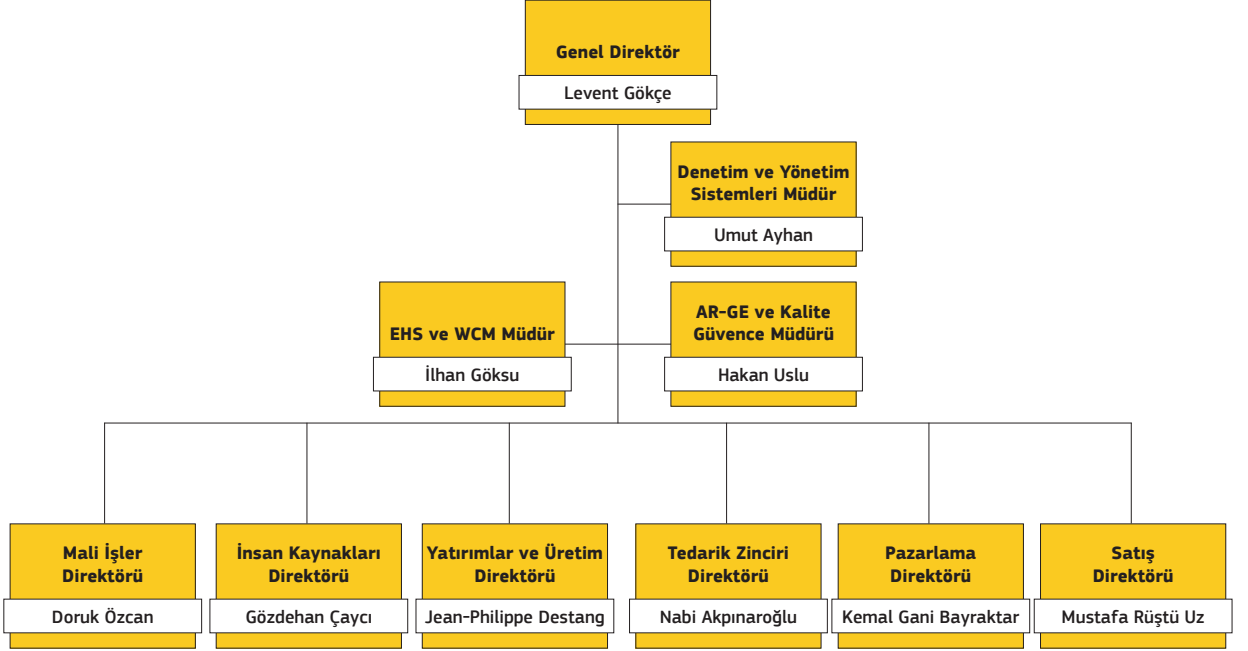 Genel Direktör
Levent Gökçe
Denetim ve Yönetim
Sistemleri Müdür
Umut Ayhan
EHS ve WCM Müdür
İlhan Göksu
AR-GE ve Kalite
Güvence Müdürü
Hakan Uslu
Mali İşler
Direktörü
Doruk Özcan
İnsan Kaynakları
Direktörü
Gözdehan Çaycı
Yatırımlar ve Üretim
Direktörü
Jean-Philippe Destang
Tedarik Zinciri
Direktörü
Nabi Akpınaroğlu
Pazarlama
Direktörü
Kemal Gani Bayraktar
Satış
Direktörü
Mustafa Rüştü Uz